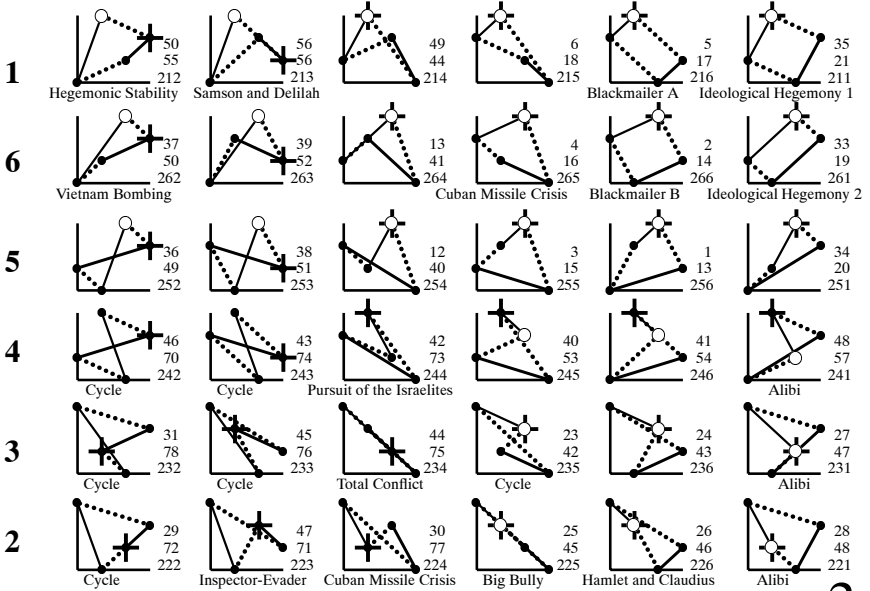 1
50 56 49 6 5 35
55 56 44 18 17 21
212 213 214 215 216 211
Hegemonic Stability Samson and Delilah Blackmailer A Ideological Hegemony 1
6
37 39 13 4 2 33
50 52 41 16 14 19
262 263 264 265 266 261
Vietnam Bombing Cuban Missile Crisis Blackmailer B Ideological Hegemony 2
5
36 38 12 3 1 34
49 51 40 15 13 20
252 253 254 255 256 251
4
46 43 42 40 41 48
70 74 73 53 54 57
242 243 244 245 246 241
Cycle Cycle Pursuit of the Israelites Alibi
3
31 45 44 23 24 27
78 76 75 42 43 47
232 233 234 235 236 231
Cycle Cycle Total Conflict Cycle Alibi
2
29 47 30 25 26 28
72 71 77 45 46 48
222 223 224 225 226 221
Cycle Inspector-Evader Cuban Missile Crisis Big Bully Hamlet and Claudius Alibi